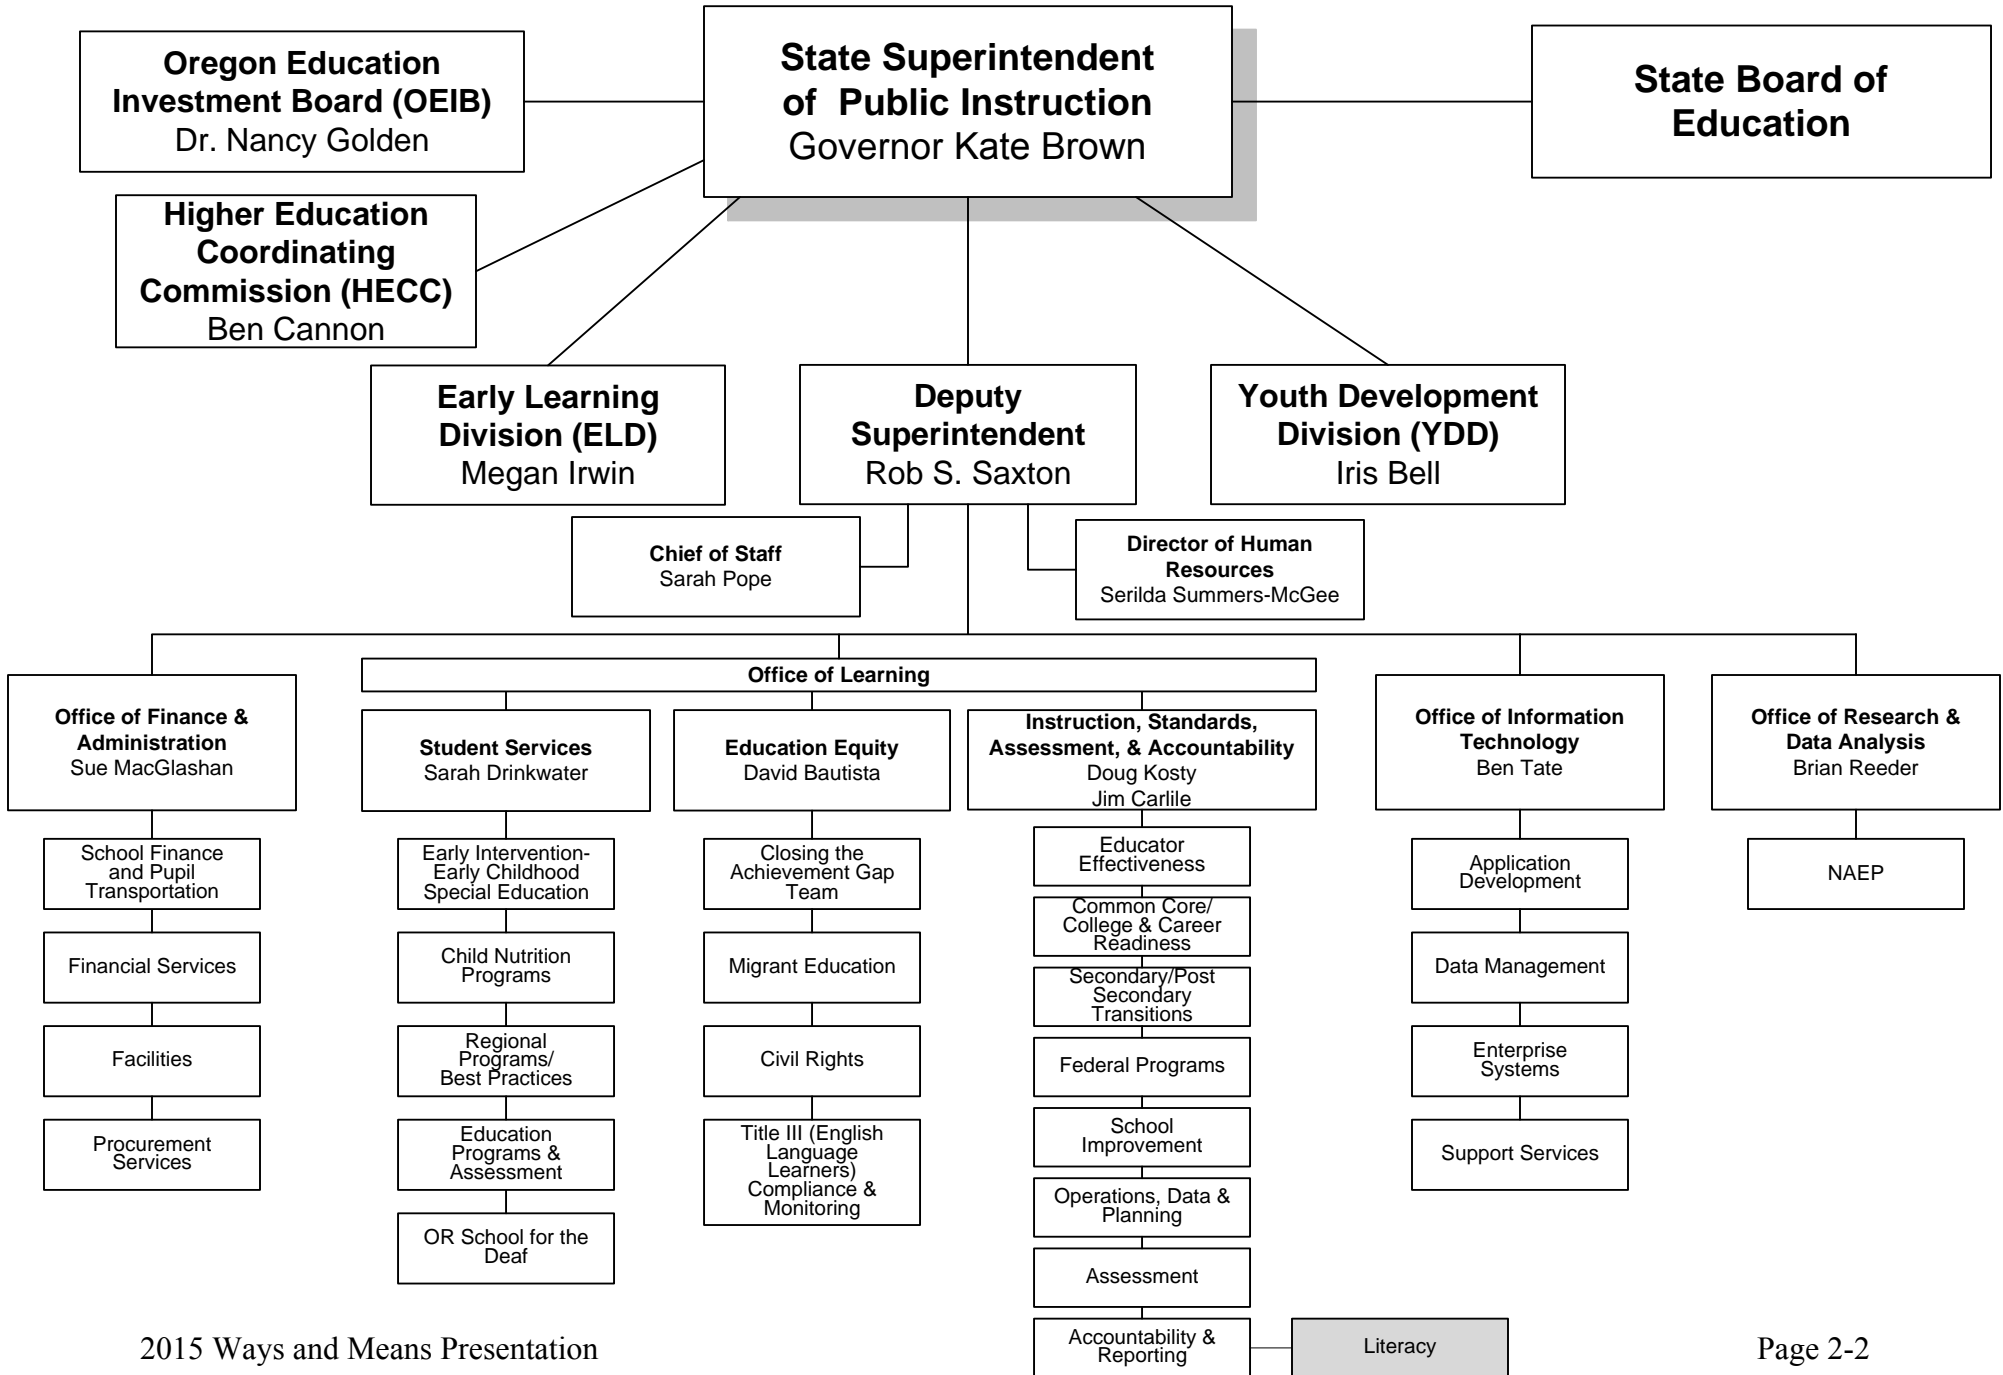 Oregon Education
Investment Board (OEIB)
Dr. Nancy Golden
State Superintendent
of Public Instruction
Governor Kate Brown
State Board of
Education
Higher Education
Coordinating
Commission (HECC)
Ben Cannon
Early Learning
Division (ELD)
Megan Irwin
Deputy
Superintendent
Rob S. Saxton
Youth Development
Division (YDD)
Iris Bell
Chief of Staff
Sarah Pope
Director of Human
Resources
Serilda Summers-McGee
Office of Learning
Office of Finance &
Administration
Sue MacGlashan
Student Services
Sarah Drinkwater
Education Equity
David Bautista
Instruction, Standards,
Assessment, & Accountability
Doug Kosty
Jim Carlile
Office of Information
Technology
Ben Tate
Office of Research &
Data Analysis
Brian Reeder
School Finance
and Pupil
Transportation
Financial Services
Facilities
Procurement
Services
Early Intervention-
Early Childhood
Special Education
Child Nutrition
Programs
Regional
Programs/
Best Practices
Education
Programs &
Assessment
OR School for the
Deaf
Closing the
Achievement Gap
Team
Migrant Education
Civil Rights
Title III (English
Language
Learners)
Compliance &
Monitoring
Educator
Effectiveness
Common Core/
College & Career
Readiness
Secondary/Post
Secondary
Transitions
Federal Programs
School
Improvement
Operations, Data &
Planning
Assessment
Accountability &
Reporting
Literacy
Application
Development
Data Management
Enterprise
Systems
Support Services
NAEP
2015 Ways and Means Presentation
Page 2-2